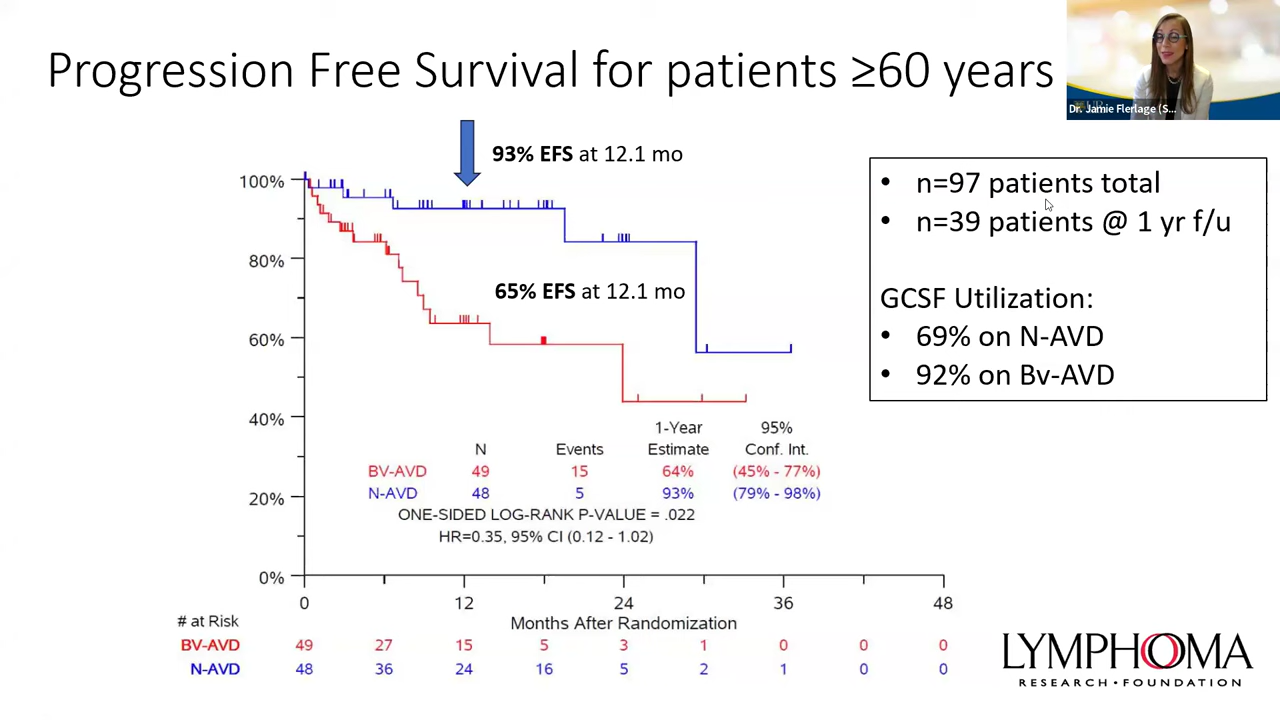 Progression Free Survival for patients ≥60 years
Dr. Jamie Flerlage (S...
93% EFS at 12.1 mo
65% EFS at 12.1 mo
• n=97 patients total
• n=39 patients @ 1 yr f/u
GCSF Utilization:
• 69% on N-AVD
• 92% on Bv-AVD
100%
80%
60%
40%
20%
0%
1-Year 95%
N Events Estimate Conf. Int.
BV-AVD 49 15 64% (45% - 77%)
N-AVD 48 5 93% (79% - 98%)
ONE-SIDED LOG-RANK P-VALUE = .022
HR=0.35, 95% CI (0.12 - 1.02)
0 12 24 36 48
Months After Randomization
# at Risk
BV-AVD 49 27 15 5 3 1 0 0 0
N-AVD 48 36 24 16 5 2 1 0 0
LYMPHOMA
RESEARCH • FOUNDATION